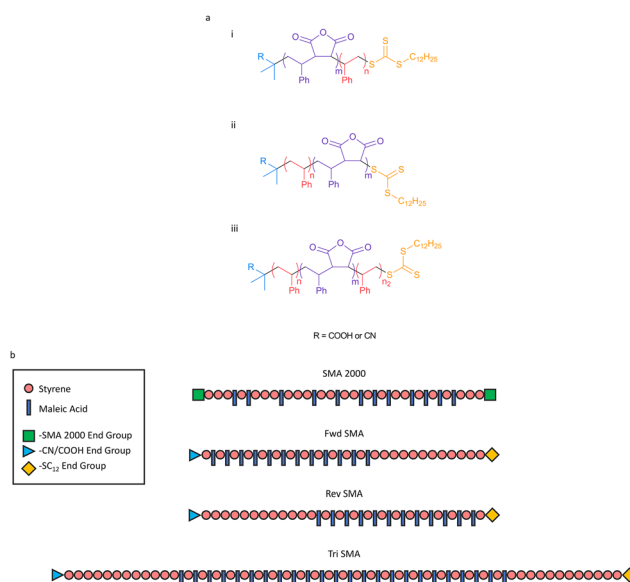 a
i
O O O
R
Ph m Ph n S S S C₁₂H₂₅
ii
O O O
R
Ph n Ph m S S S C₁₂H₂₅
iii
O O O
R
Ph n Ph m Ph n₂ S S S C₁₂H₂₅
R = COOH or CN
b
Styrene
Maleic Acid
-SMA 2000 End Group
-CN/COOH End Group
-SC₁₂ End Group
SMA 2000
Fwd SMA
Rev SMA
Tri SMA